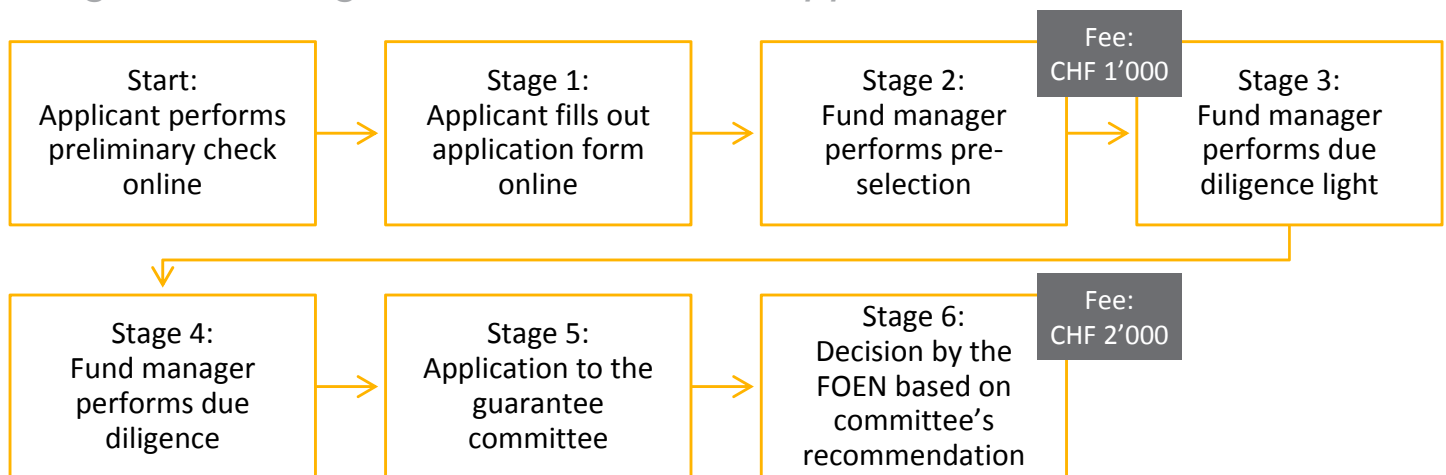 Start:
Applicant performs
preliminary check
online
Stage 1:
Applicant fills out
application form
online
Stage 2:
Fund manager
performs pre-
selection
Fee:
CHF 1’000
Stage 3:
Fund manager
performs due
diligence light
Stage 4:
Fund manager
performs due
diligence
Stage 5:
Application to the
guarantee
committee
Stage 6:
Decision by the
FOEN based on
committee’s
recommendation
Fee:
CHF 2’000